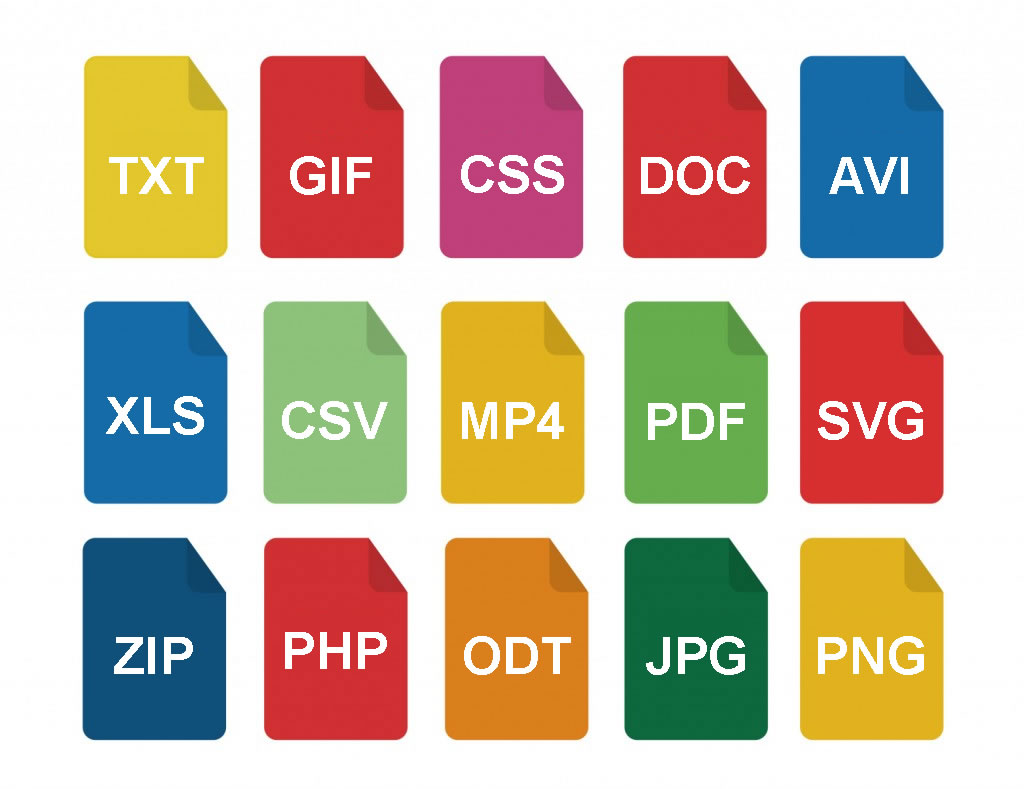 TXT GIF CSS DOC AVI
XLS CSV MP4 PDF SVG
ZIP PHP ODT JPG PNG